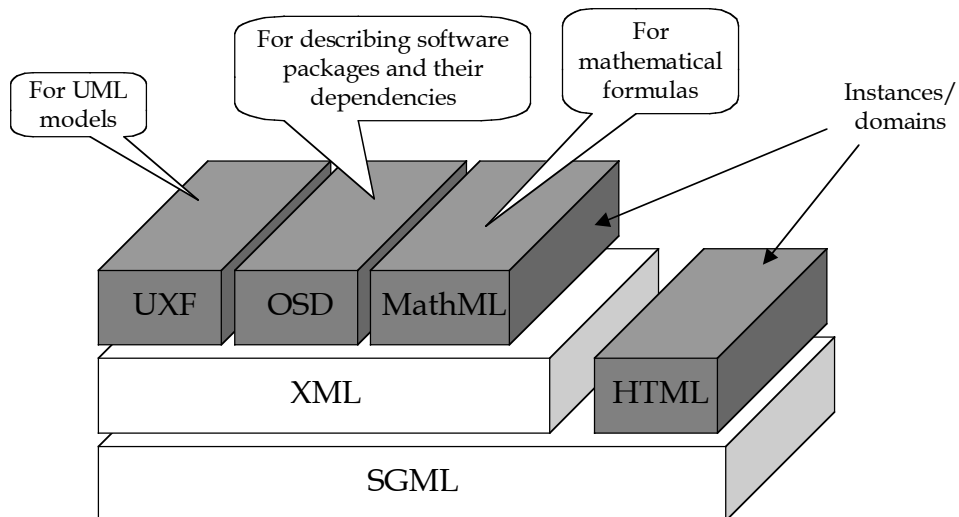 For UML
models
For describing software
packages and their
dependencies
For
mathematical
formulas
Instances/
domains
UXF
OSD
MathML
XML
HTML
SGML